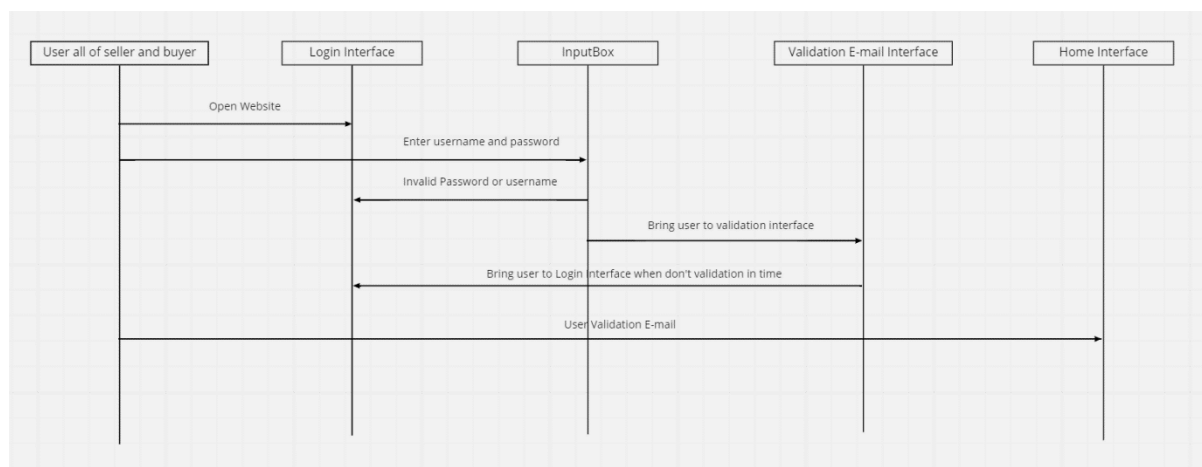 User all of seller and buyer
Login Interface
InputBox
Validation E-mail Interface
Home Interface
Open Website
Enter username and password
Invalid Password or username
Bring user to validation interface
Bring user to Login Interface when don't validation in time
User Validation E-mail